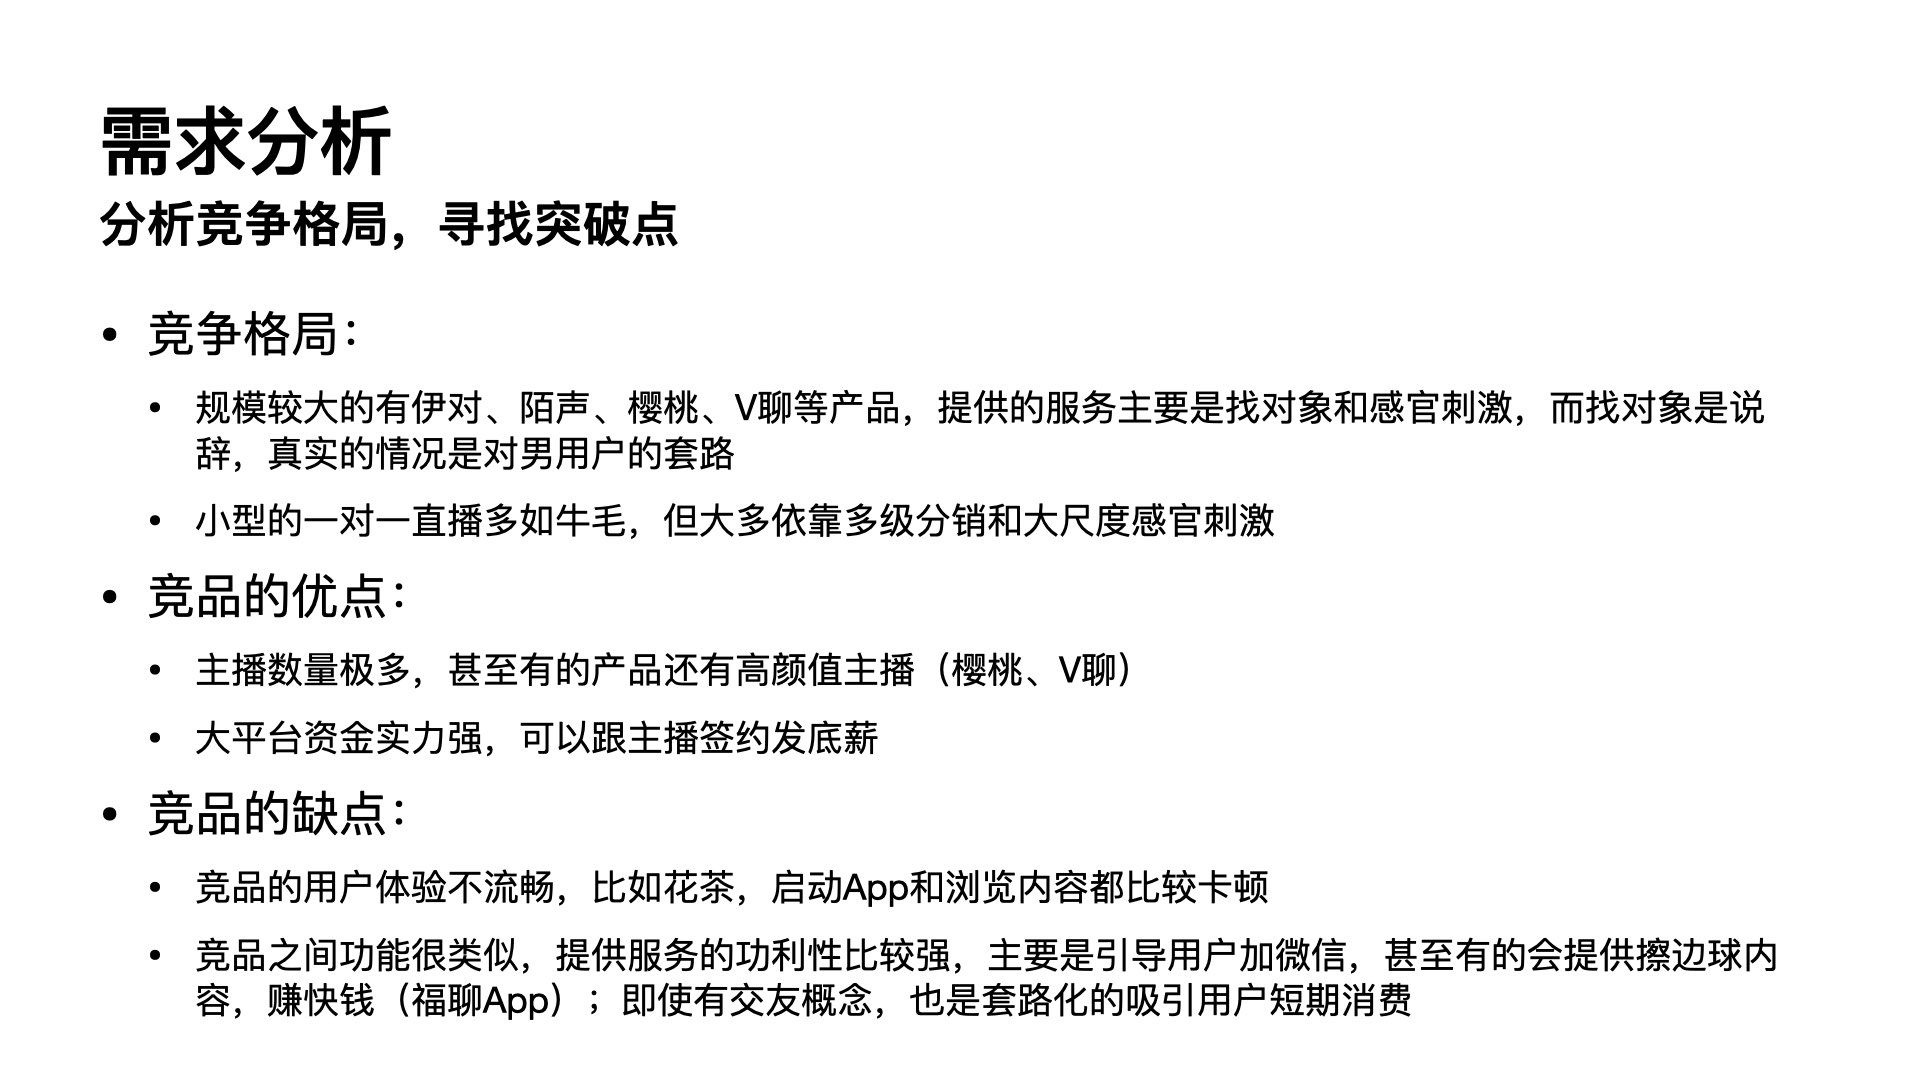 需求分析
分析竞争格局，寻找突破点
• 竞争格局：
• 规模较大的有伊对、陌声、樱桃、V聊等产品，提供的服务主要是找对象和感官刺激，而找对象是说
辞，真实的情况是对男用户的套路
• 小型的一对一直播多如牛毛，但大多依靠多级分销和大尺度感官刺激
• 竞品的优点：
• 主播数量极多，甚至有的产品还有高颜值主播（樱桃、V聊）
• 大平台资金实力强，可以跟主播签约发底薪
• 竞品的缺点：
• 竞品的用户体验不流畅，比如花茶，启动App和浏览内容都比较卡顿
• 竞品之间功能很类似，提供服务的功利性比较强，主要是引导用户加微信，甚至有的会提供擦边球内
容，赚快钱（福聊App）；即使有交友概念，也是套路化的吸引用户短期消费